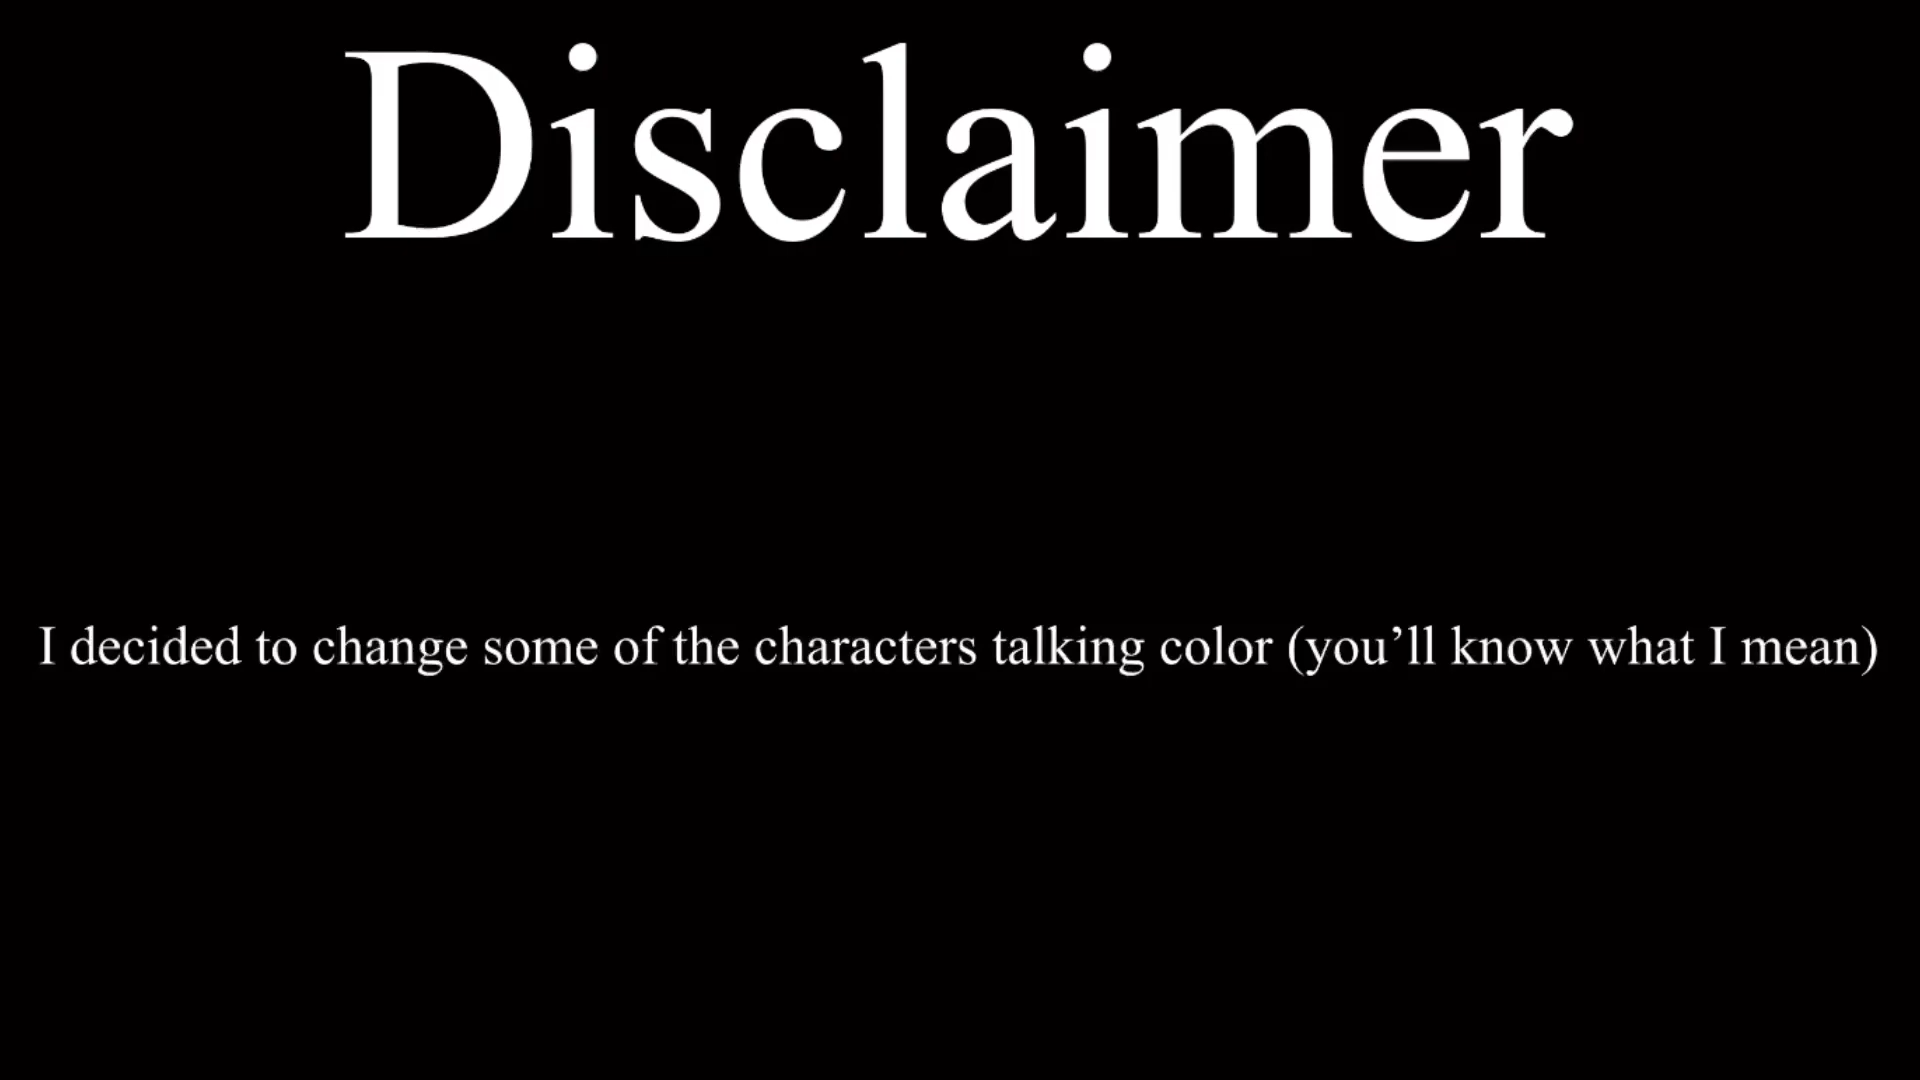 Disclaimer
I decided to change some of the characters talking color (you’ll know what I mean)